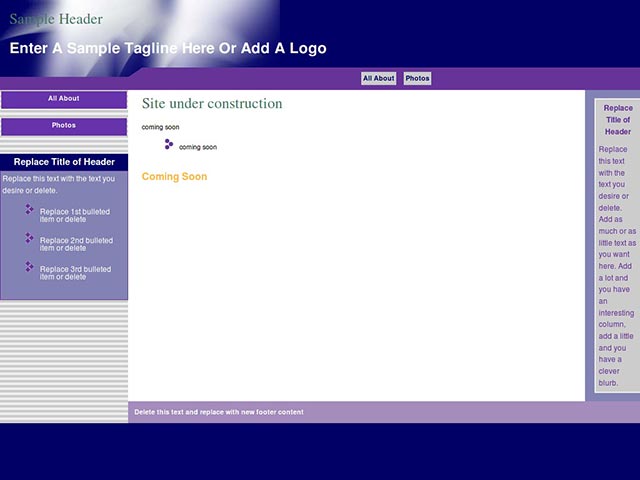 Sample Header
Enter A Sample Tagline Here Or Add A Logo
All About
Photos
All About
Photos
Replace Title of Header
Replace this text with the text you
desire or delete.
Replace 1st bulleted
item or delete
Replace 2nd bulleted
item or delete
Replace 3rd bulleted
item or delete
Site under construction
coming soon
coming soon
Coming Soon
Replace
Title of
Header
Replace
this text
with the
text you
desire or
delete.
Add as
much or as
little text as
you want
here. Add
a lot and
you have
an
interesting
column,
add a little
and you
have a
clever
blurb.
Delete this text and replace with new footer content